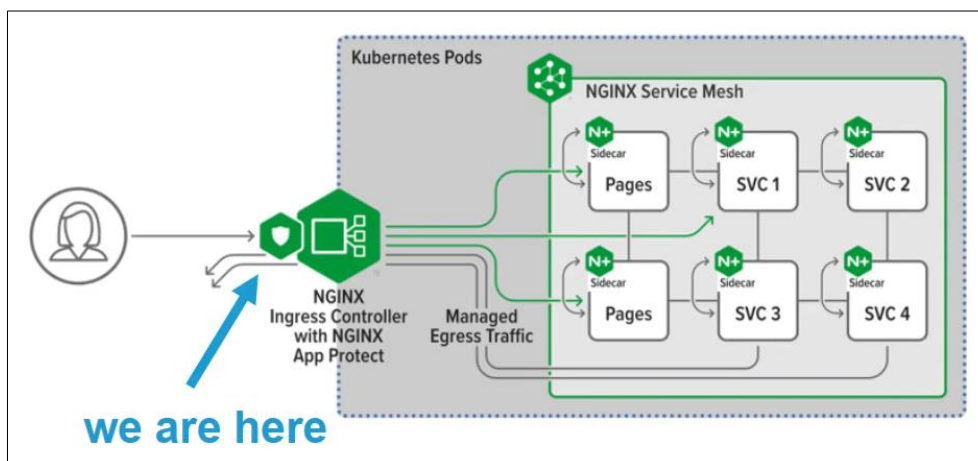 Kubernetes Pods
NGINX Service Mesh
N+
Sidecar
Pages
N+
Sidecar
SVC 1
N+
Sidecar
SVC 2
N+
Sidecar
Pages
N+
Sidecar
SVC 3
N+
Sidecar
SVC 4
NGINX
Ingress Controller
with NGINX
App Protect
Managed
Egress Traffic
we are here